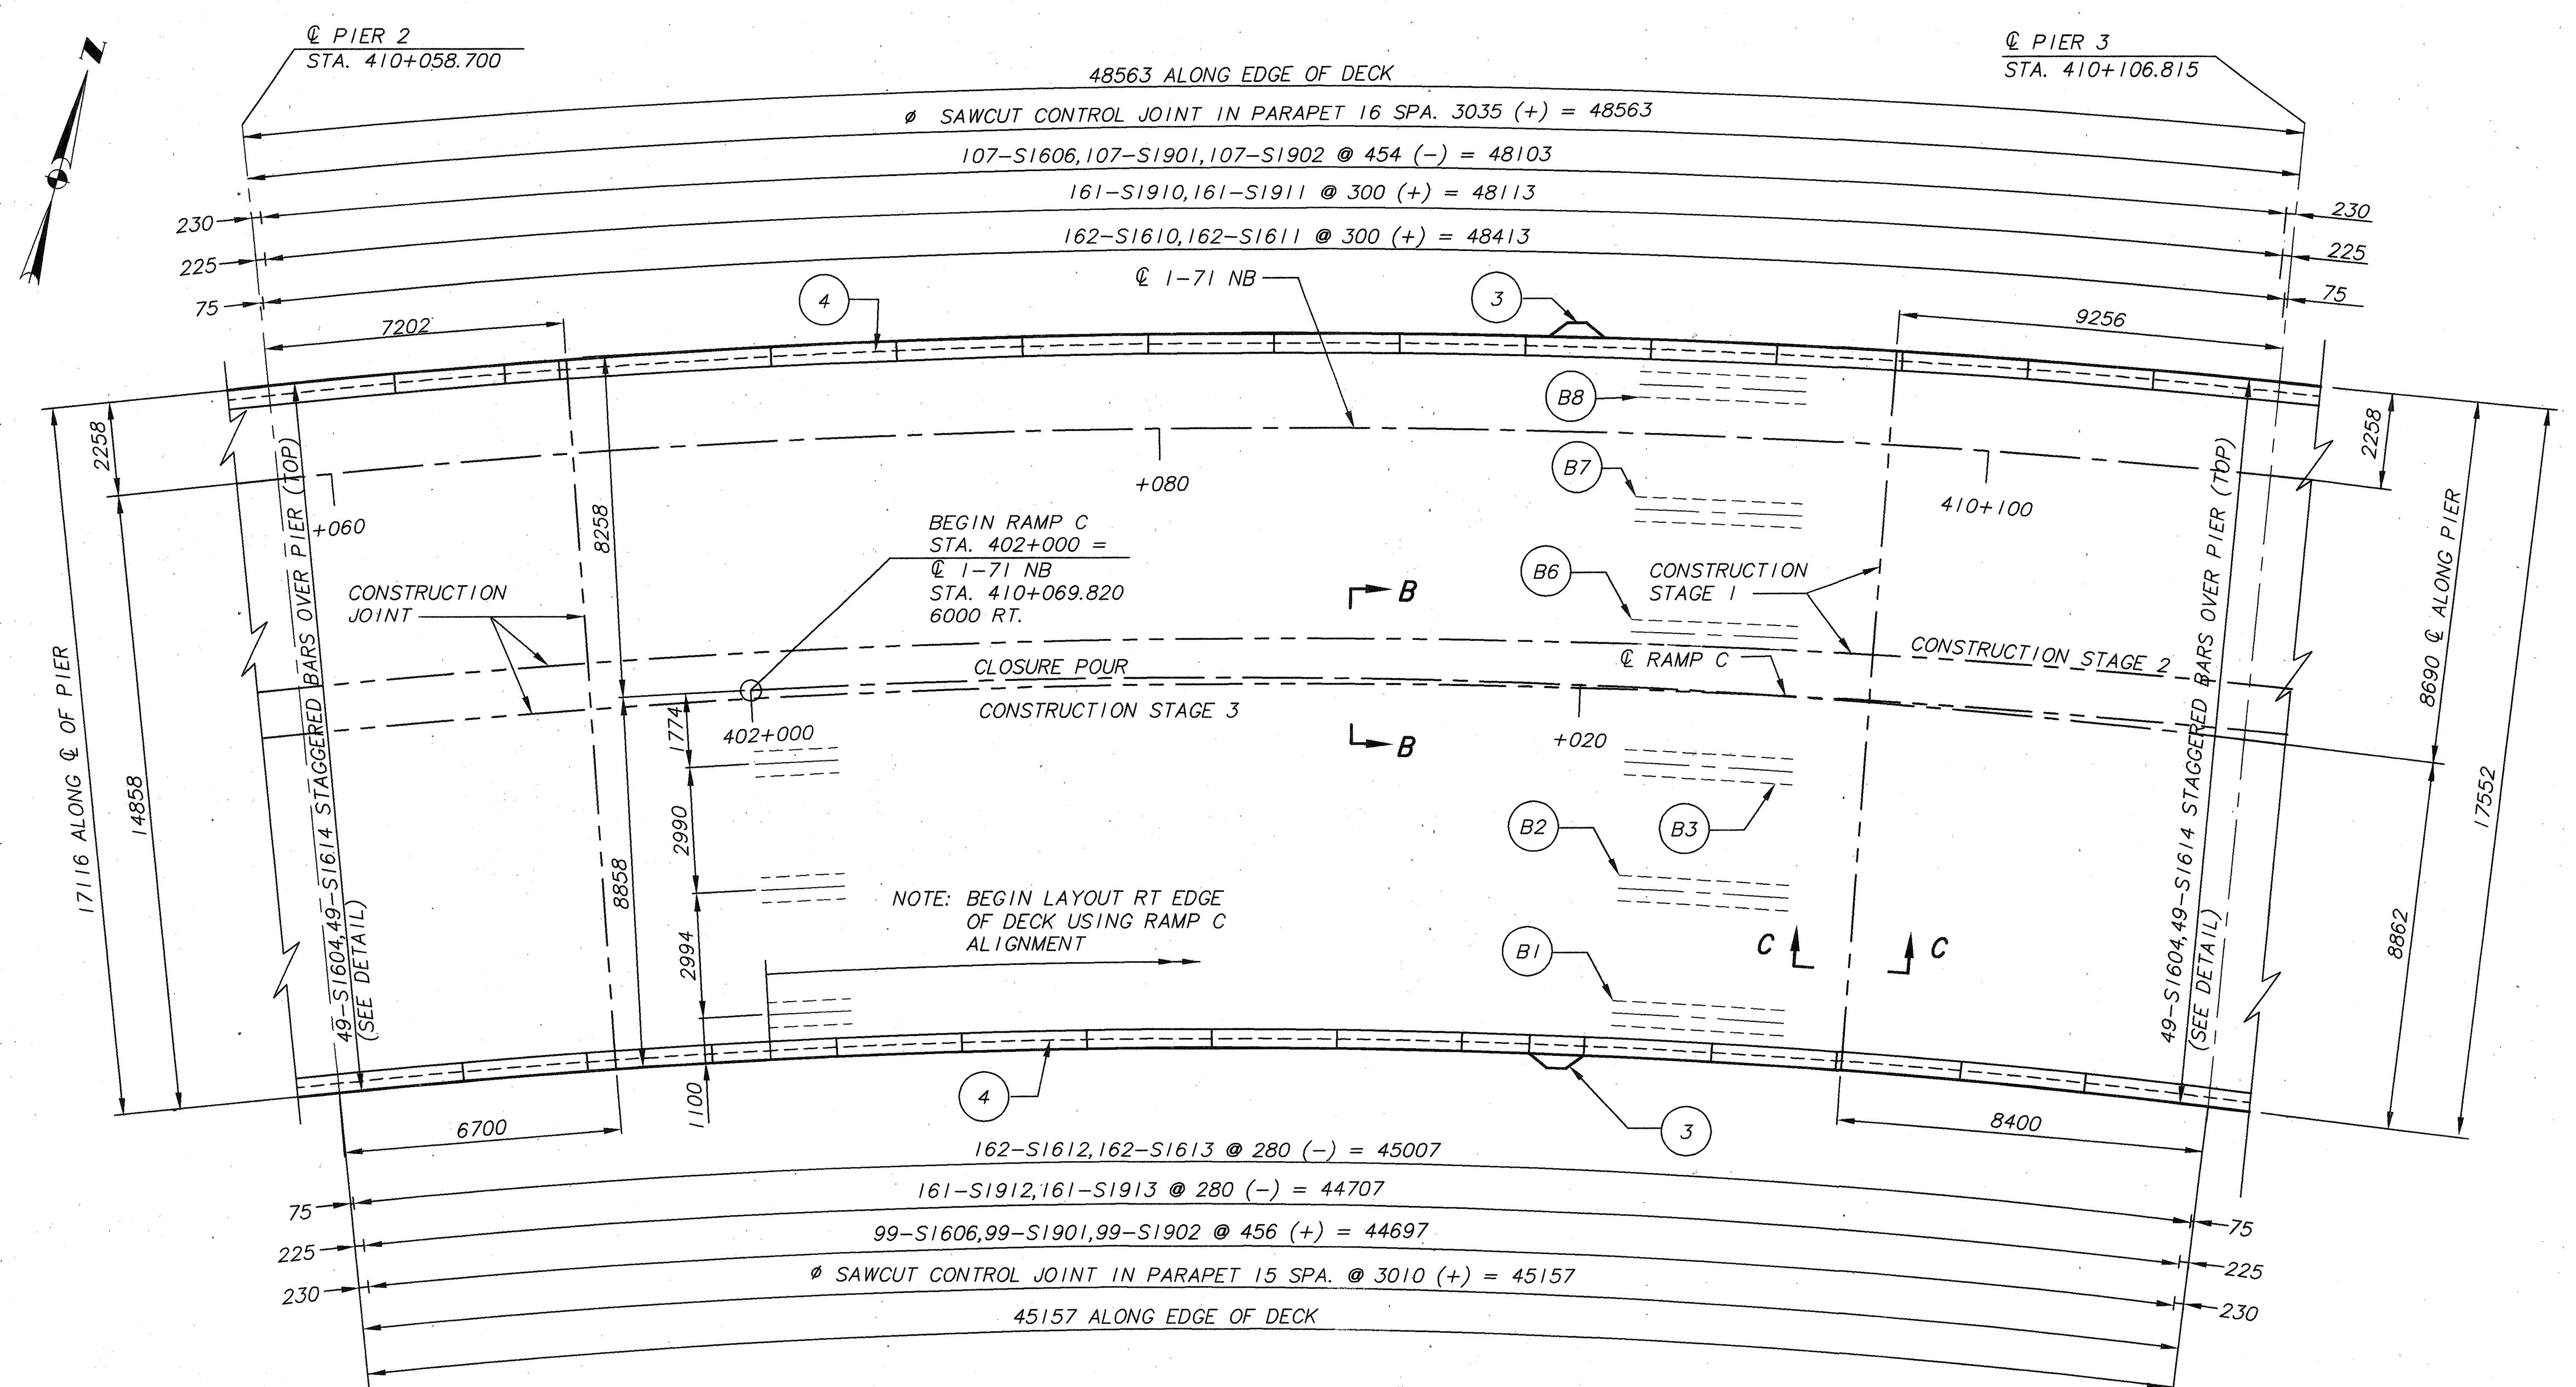 N
℄ PIER 2
STA. 410+058.700
℄ PIER 3
STA. 410+106.815
48563 ALONG EDGE OF DECK
ø SAWCUT CONTROL JOINT IN PARAPET 16 SPA. 3035 (+) = 48563
107-S1606,107-S1901,107-S1902 @ 454 (-) = 48103
161-S1910,161-S1911 @ 300 (+) = 48113
162-S1610,162-S1611 @ 300 (+) = 48413
230
225
75
230
225
75
℄ I-71 NB
4
3
7202
9256
2258
14858
17116 ALONG ℄ OF PIER
2258
8690 ℄ ALONG PIER
17552
8862
+060
+080
410+100
B8
B7
B6
BEGIN RAMP C
STA. 402+000 =
℄ I-71 NB
STA. 410+069.820
6000 RT.
CONSTRUCTION
JOINT
CONSTRUCTION
STAGE 1
B
B
CONSTRUCTION STAGE 2
CLOSURE POUR
℄ RAMP C
CONSTRUCTION STAGE 3
402+000
+020
8258
8858
1774
2990
2994
1100
49-S1604,49-S1614 STAGGERED BARS OVER PIER (TOP)
(SEE DETAIL)
49-S1604,49-S1614 STAGGERED BARS OVER PIER (TOP)
(SEE DETAIL)
B2
B3
B1
NOTE: BEGIN LAYOUT RT EDGE
OF DECK USING RAMP C
ALIGNMENT
C
C
4
3
6700
8400
162-S1612,162-S1613 @ 280 (-) = 45007
161-S1912,161-S1913 @ 280 (-) = 44707
99-S1606,99-S1901,99-S1902 @ 456 (+) = 44697
ø SAWCUT CONTROL JOINT IN PARAPET 15 SPA. @ 3010 (+) = 45157
45157 ALONG EDGE OF DECK
75
225
230
75
225
230